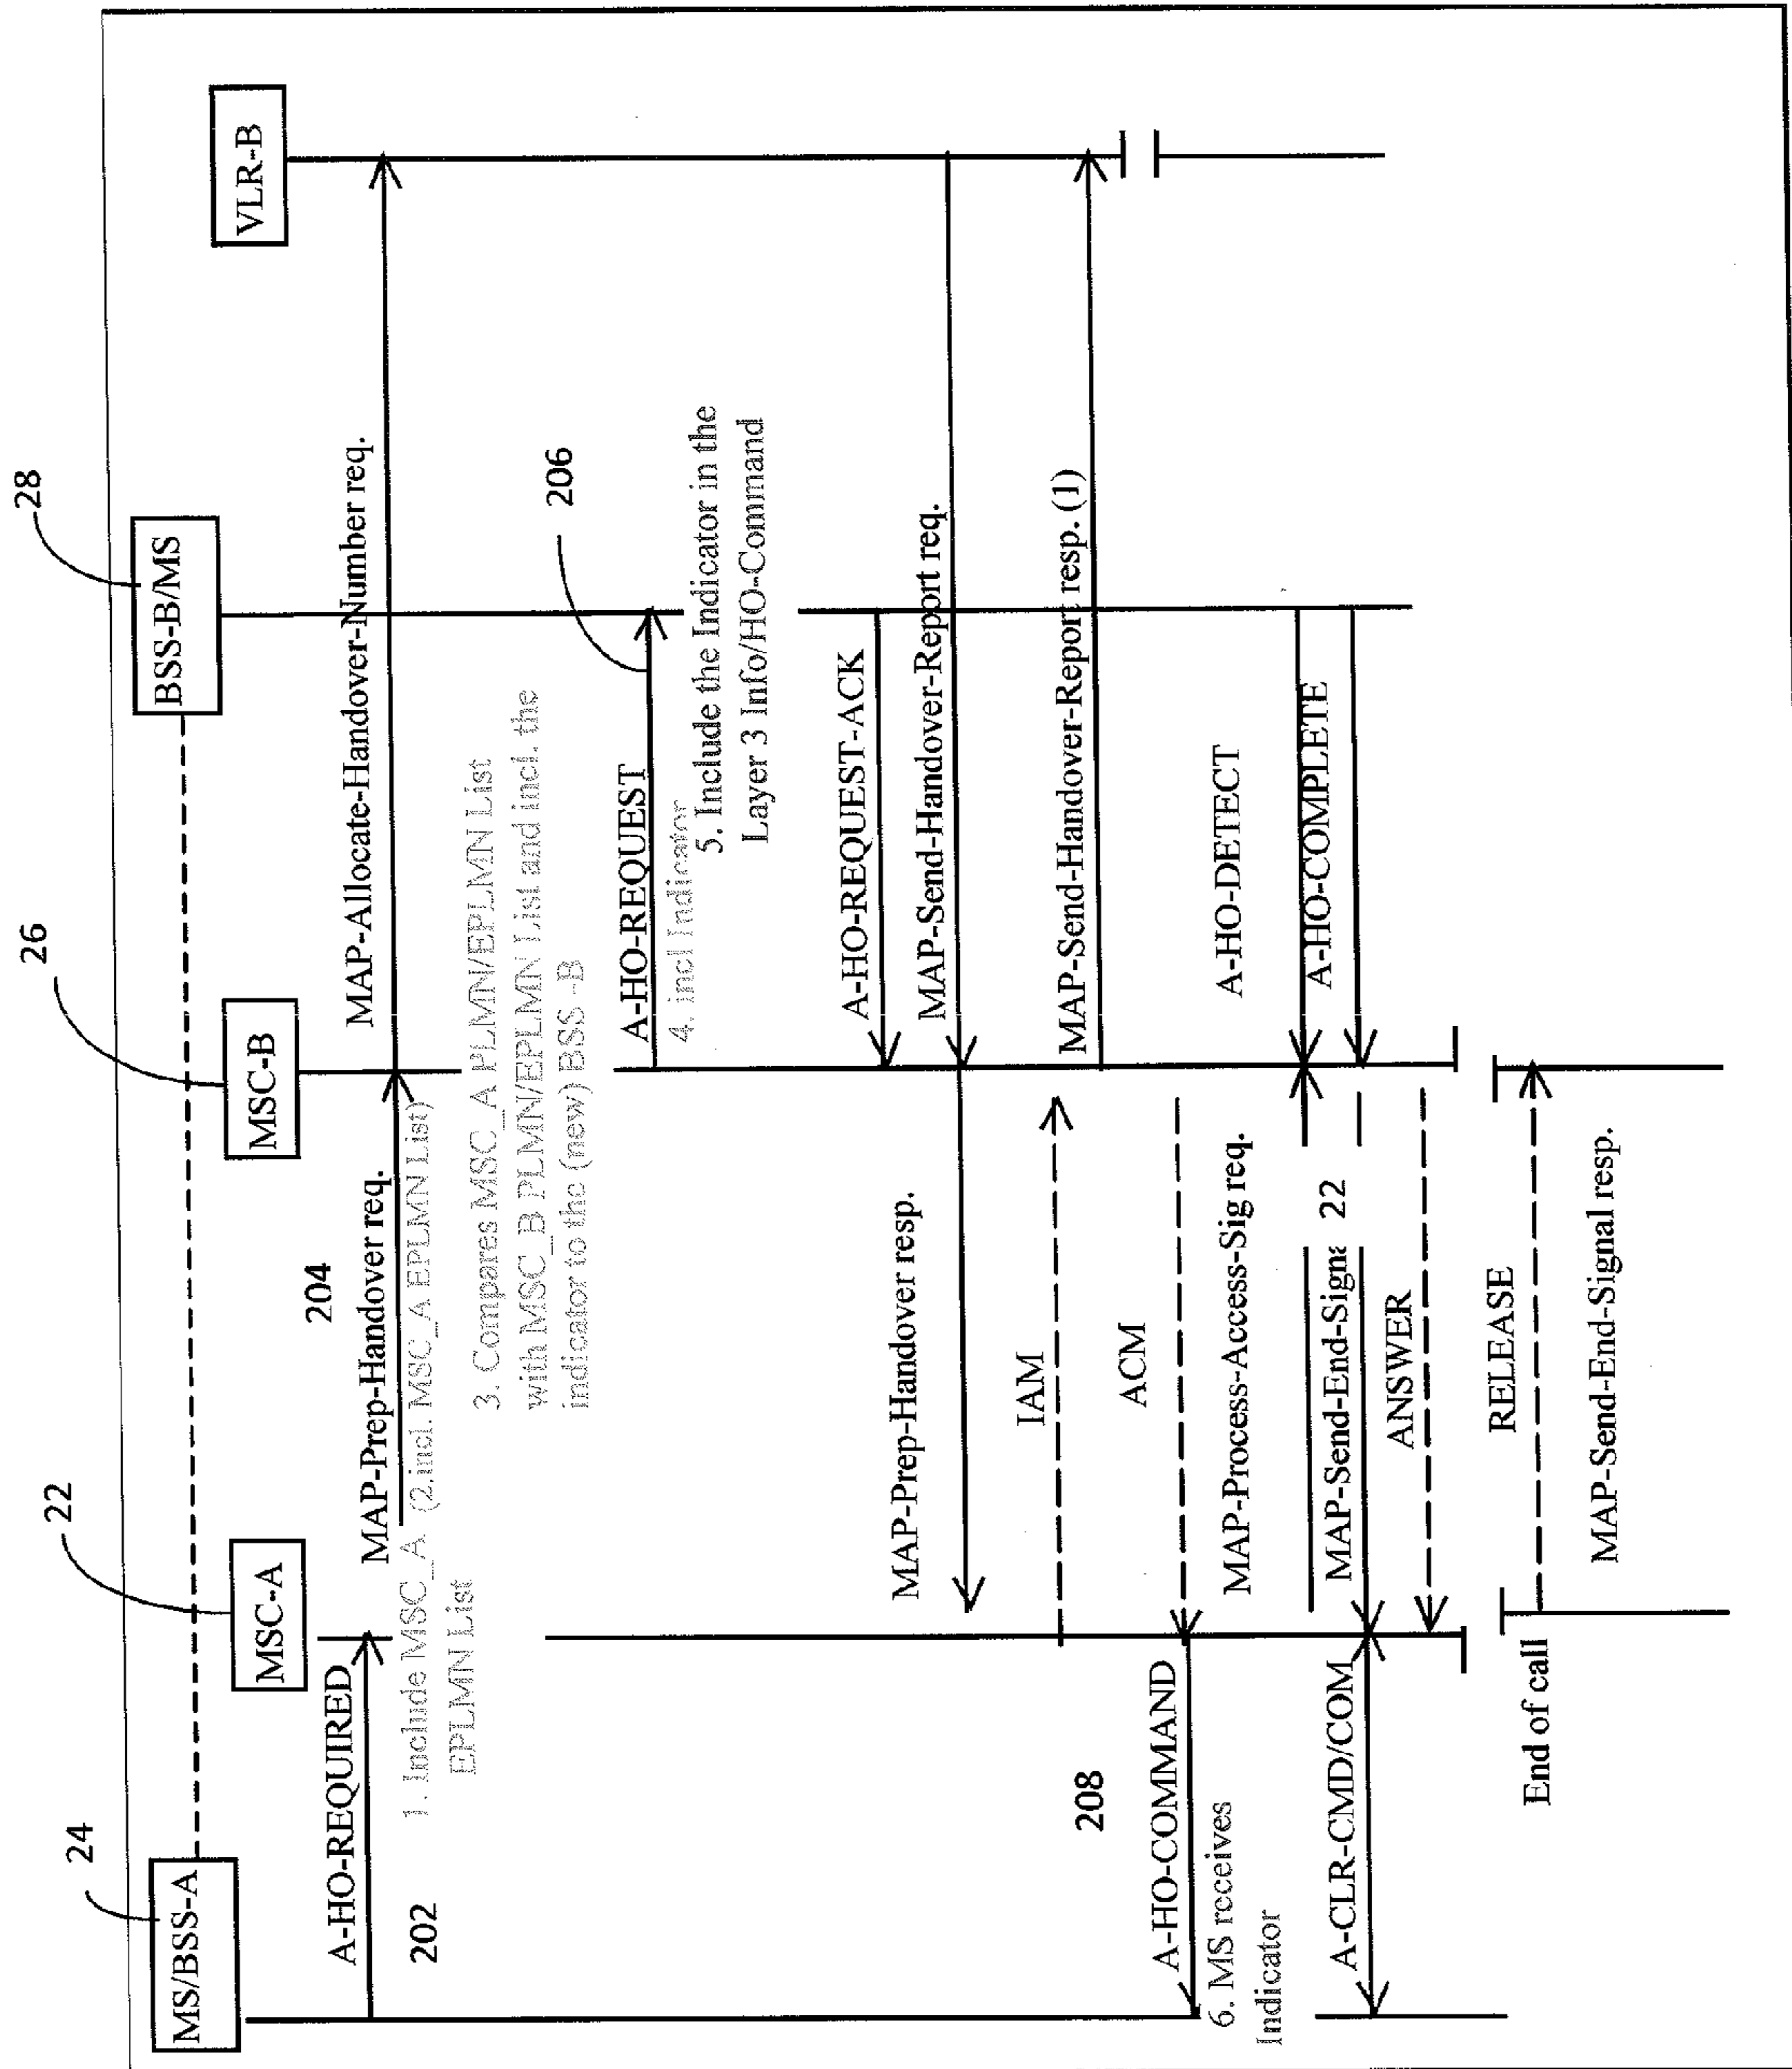 24
22
26
28
MS/BSS-A
MSC-A
MSC-B
BSS-B/MS
VLR-B
A-HO-REQUIRED
202
1. Include MSC_A
EPLMN List
204
MAP-Prep-Handover req.
(2.incl. MSC_A EPLMN List)
MAP-Allocate-Handover-Number req.
3. Compares MSC_A PLMN/EPLMN List
with MSC_B PLMN/EPLMN List and incl. the
indicator to the (new) BSS -B
A-HO-REQUEST
206
4. incl Indicator
5. Include the Indicator in the
Layer 3 Info/HO-Command
A-HO-REQUEST-ACK
MAP-Send-Handover-Report req.
MAP-Prep-Handover resp.
MAP-Send-Handover-Report resp. (1)
IAM
ACM
208
A-HO-COMMAND
6. MS receives
Indicator
MAP-Process-Access-Sig req.
A-HO-DETECT
A-HO-COMPLETE
MAP-Send-End-Signa
22
A-CLR-CMD/COM
ANSWER
RELEASE
End of call
MAP-Send-End-Signal resp.